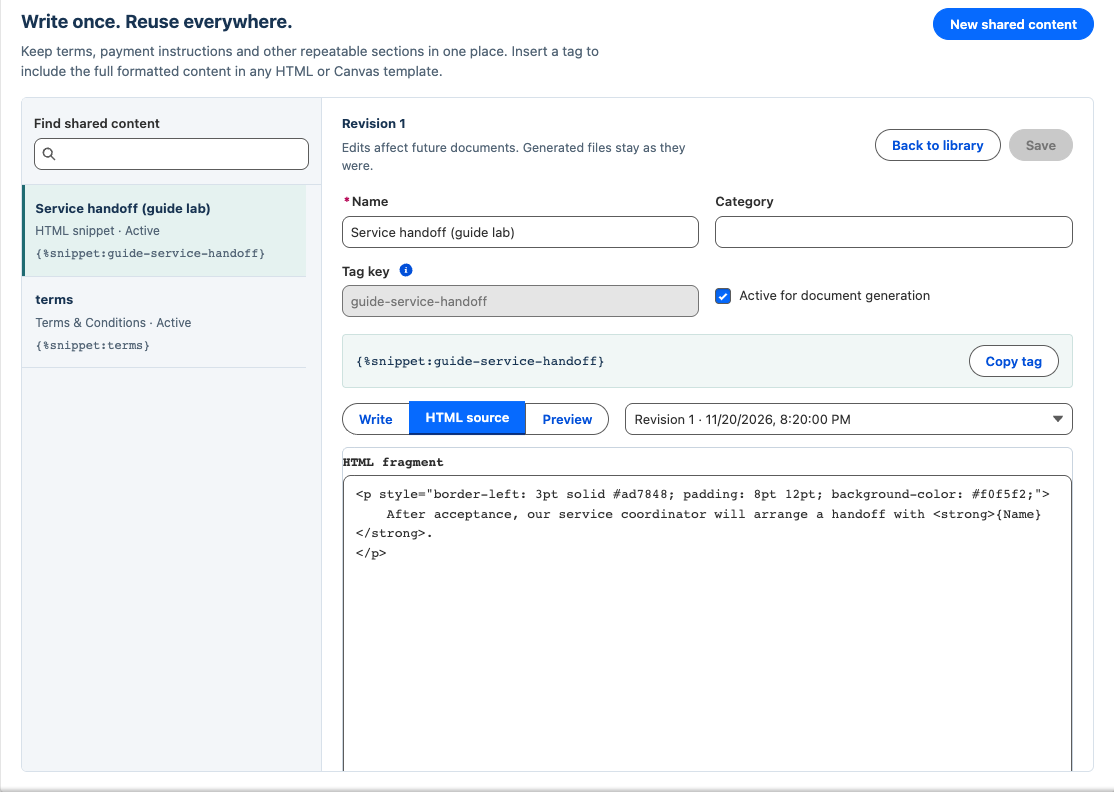 Write once. Reuse everywhere.
New shared content
Keep terms, payment instructions and other repeatable sections in one place. Insert a tag to
include the full formatted content in any HTML or Canvas template.
Find shared content
Service handoff (guide lab)
HTML snippet · Active
{%snippet:guide-service-handoff}
terms
Terms & Conditions · Active
{%snippet:terms}
Revision 1
Edits affect future documents. Generated files stay as they
were.
Back to library
Save
*Name
Service handoff (guide lab)
Category
Tag key
guide-service-handoff
Active for document generation
{%snippet:guide-service-handoff}
Copy tag
Write
HTML source
Preview
Revision 1 · 11/20/2026, 8:20:00 PM
HTML fragment
<p style="border-left: 3pt solid #ad7848; padding: 8pt 12pt; background-color: #f0f5f2;">
    After acceptance, our service coordinator will arrange a handoff with <strong>{Name}
</strong>.
</p>